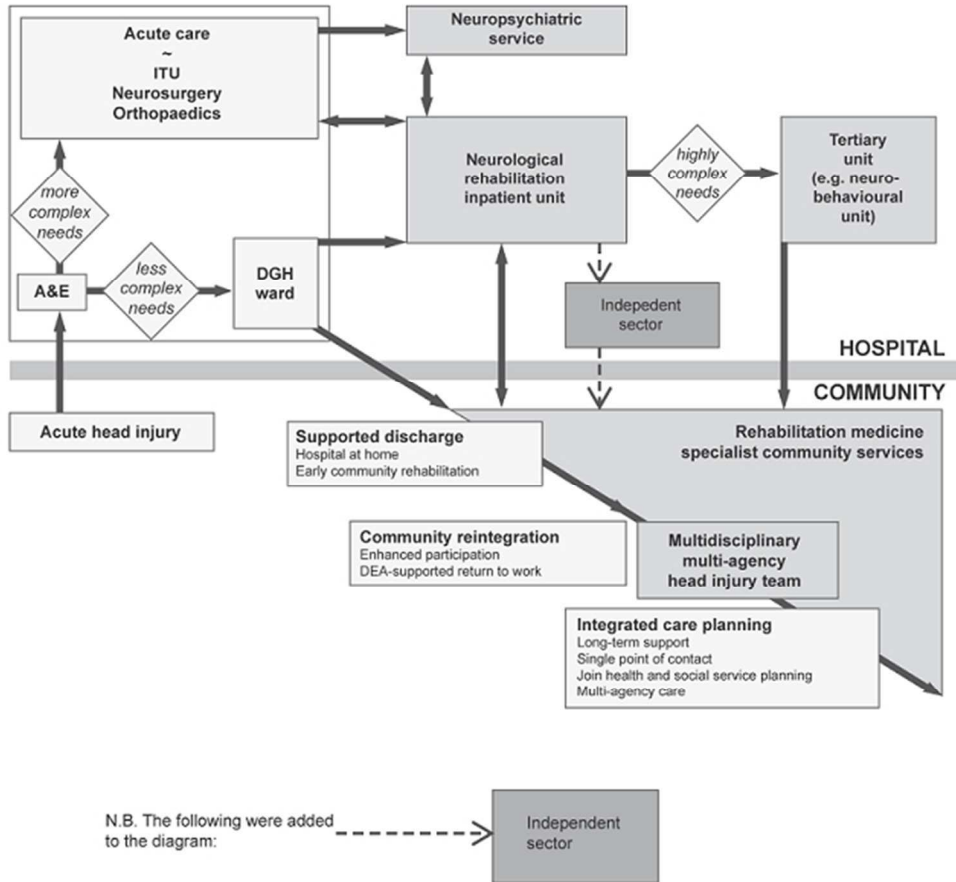 Acute care
~
ITU
Neurosurgery
Orthopaedics
Neuropsychiatric
service
Neurological
rehabilitation
inpatient unit
highly
complex
needs
Tertiary
unit
(e.g. neuro-
behavioural
unit)
more
complex
needs
A&E
less
complex
needs
DGH
ward
Indepedent
sector
HOSPITAL
COMMUNITY
Acute head injury
Supported discharge
Hospital at home
Early community rehabilitation
Rehabilitation medicine
specialist community services
Community reintegration
Enhanced participation
DEA-supported return to work
Multidisciplinary
multi-agency
head injury team
Integrated care planning
Long-term support
Single point of contact
Join health and social service planning
Multi-agency care
N.B. The following were added
to the diagram:
Independent
sector